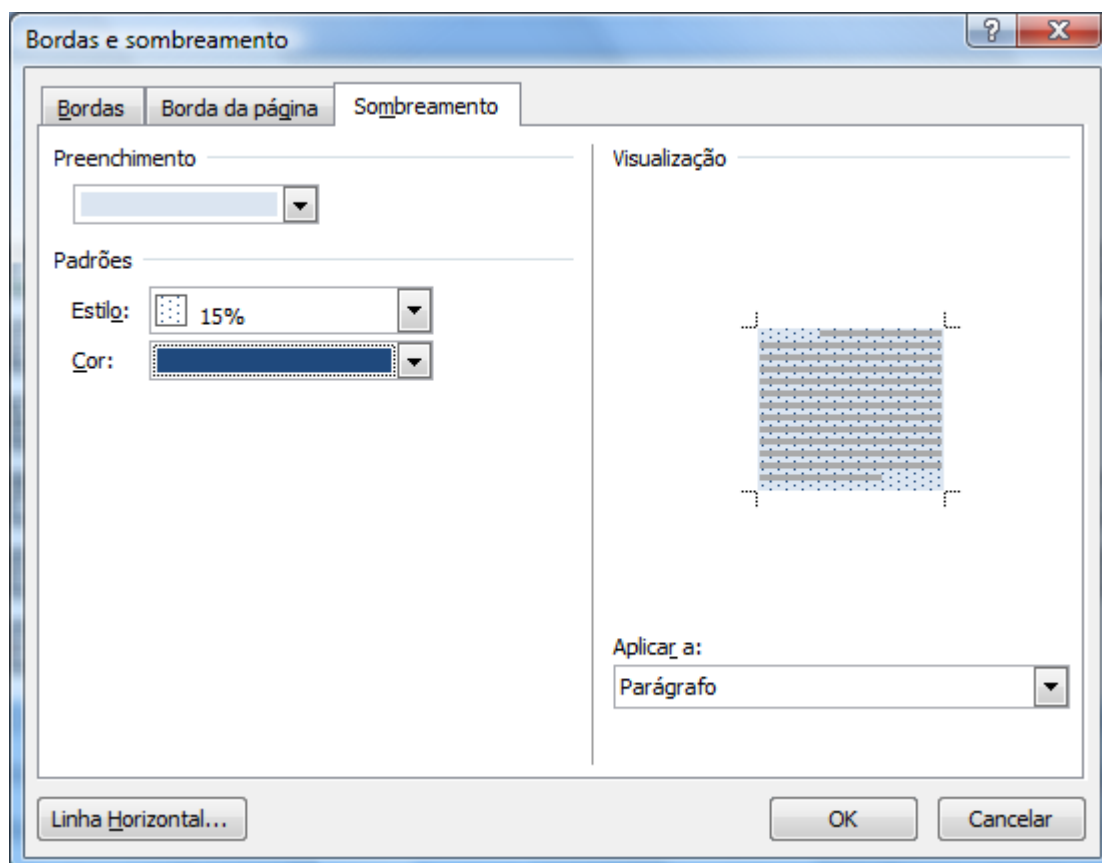 Bordas e sombreamento
Bordas
Borda da página
Sombreamento
Preenchimento
Visualização
Padrões
Estilo:
15%
Cor:
Aplicar a:
Parágrafo
Linha Horizontal...
OK
Cancelar